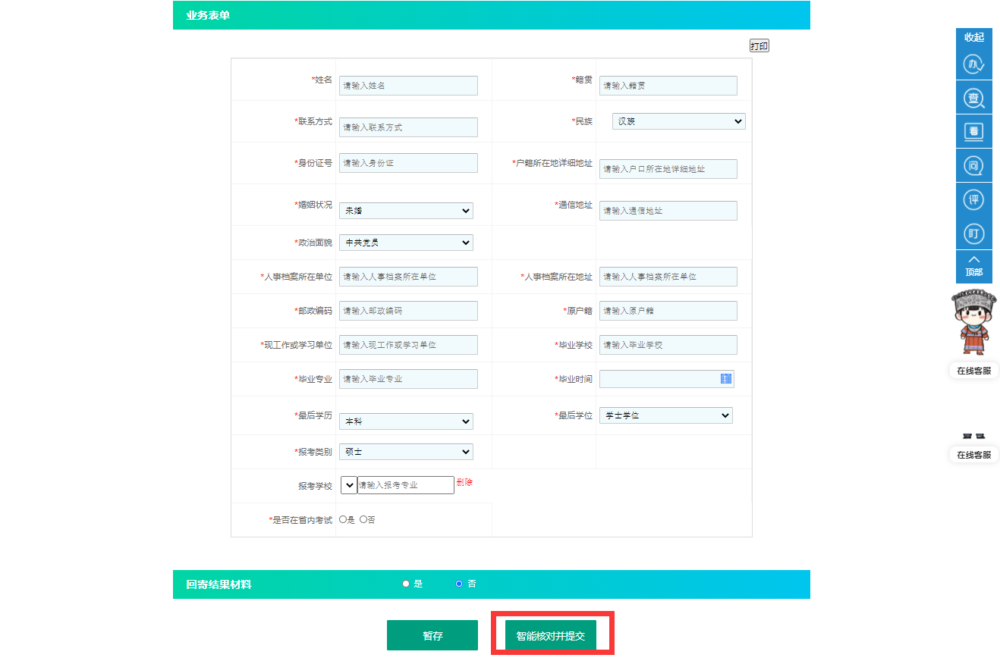 业务表单
收起
打印
办
*姓名 请输入姓名 *籍贯 请输入籍贯
查
*联系方式 请输入联系方式 *民族 汉族
看
*身份证号 请输入身份证 *户籍所在地详细地址 请输入户口所在地详细地址
问
*婚姻状况 未婚 *通信地址 请输入通信地址
评
*政治面貌 中共党员
盯
顶部
*人事档案所在单位 请输入人事档案所在单位 *人事档案所在地址 请输入人事档案所在单位
*邮政编码 请输入邮政编码 *原户籍 请输入原户籍
*现工作或学习单位 请输入现工作或学习单位 *毕业学校 请输入毕业学校
*毕业专业 请输入毕业专业 *毕业时间
在线客服
*最后学历 本科 *最后学位 学士学位
*报考类别 硕士
在线客服
报考学校 请输入报考专业 删除
*是否在省内考试 是 否
回寄结果材料 是 否
暂存 智能核对并提交